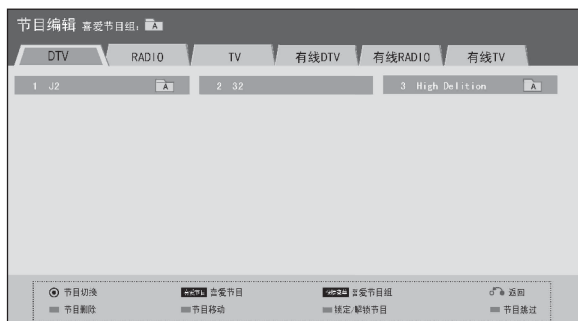 节目编辑 喜爱节目组: A
DTV RADIO TV 有线DTV 有线RADIO 有线TV
1 J2 A 2 32 3 High Delition A
节目切换 喜爱节目 喜爱节目组 返回
节目删除 节目移动 锁定/解锁节目 节目跳过